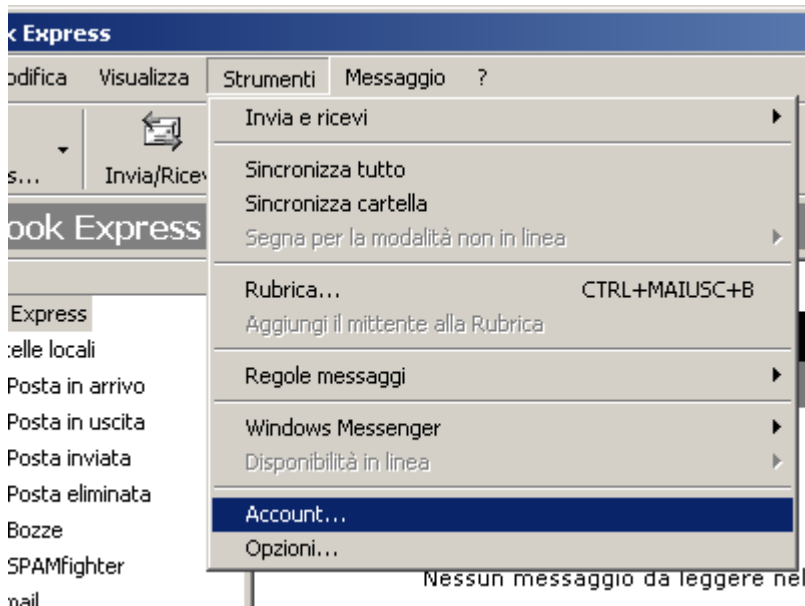 k Express
odifica Visualizza Strumenti Messaggio ?
s... Invia/Ricev
ook Express
Invia e ricevi
Sincronizza tutto
Sincronizza cartella
Segna per la modalità non in linea
Rubrica... CTRL+MAIUSC+B
Aggiungi il mittente alla Rubrica
Regole messaggi
Windows Messenger
Disponibilità in linea
Account...
Opzioni...
Express
telle locali
Posta in arrivo
Posta in uscita
Posta inviata
Posta eliminata
Bozze
SPAMfighter
mail
Nessun messaggio da leggere nel